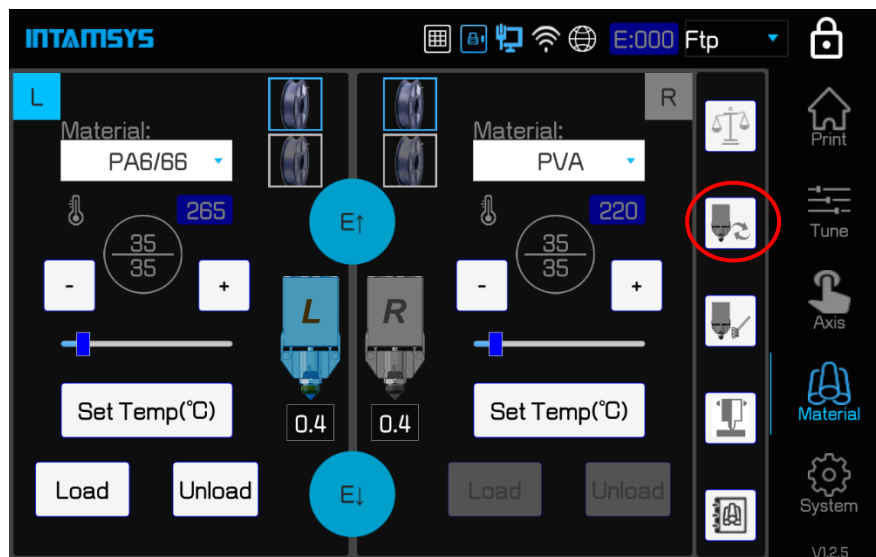 INTAMSYS
E:000
Ftp
L
R
Material:
PA6/66
Material:
PVA
265
220
35
35
35
35
E↑
-
+
-
+
L
R
Set Temp(℃)
0.4
0.4
Set Temp(℃)
Load
Unload
E↓
Load
Unload
Print
Tune
Axis
Material
System
V1.2.5